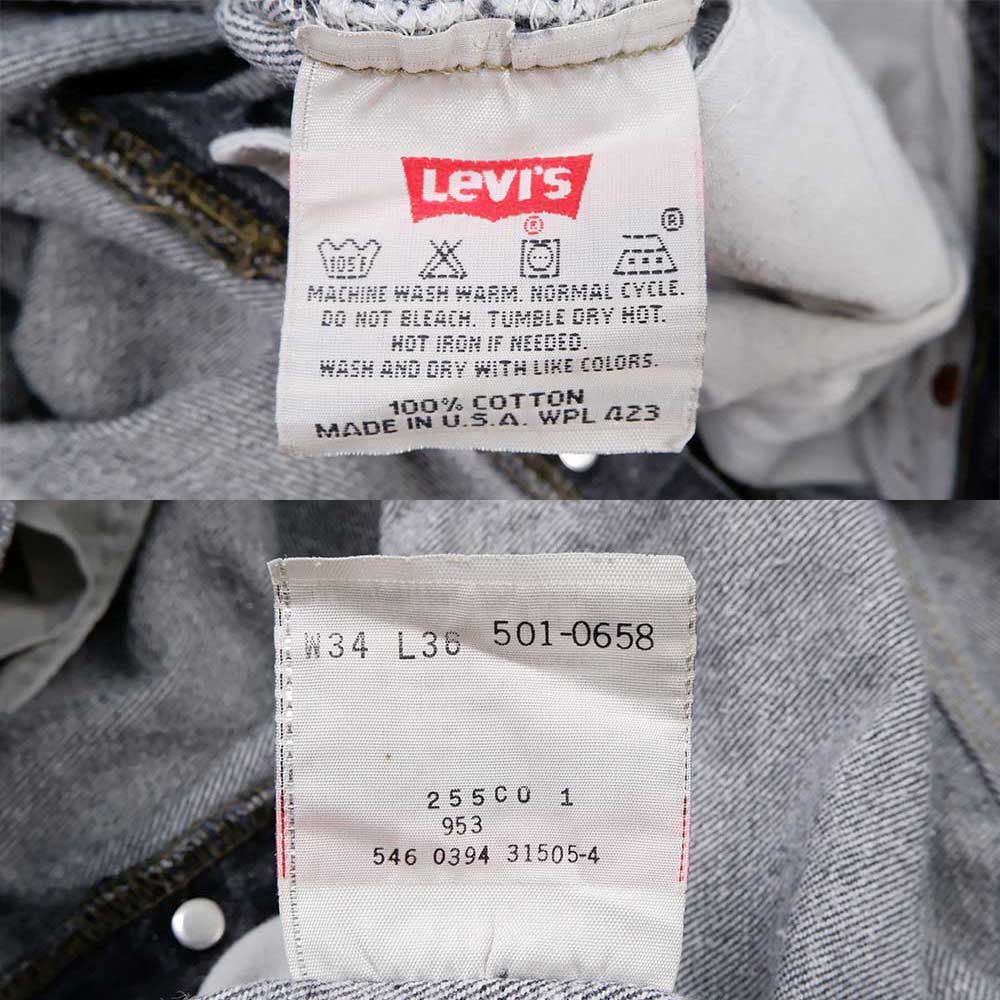 Levi's
®
®
105°F
MACHINE WASH WARM. NORMAL CYCLE.
DO NOT BLEACH. TUMBLE DRY HOT.
HOT IRON IF NEEDED.
WASH AND DRY WITH LIKE COLORS.
100% COTTON
MADE IN U.S.A. WPL 423
W34 L36 501-0658
255CO 1
953
546 0394 31505-4